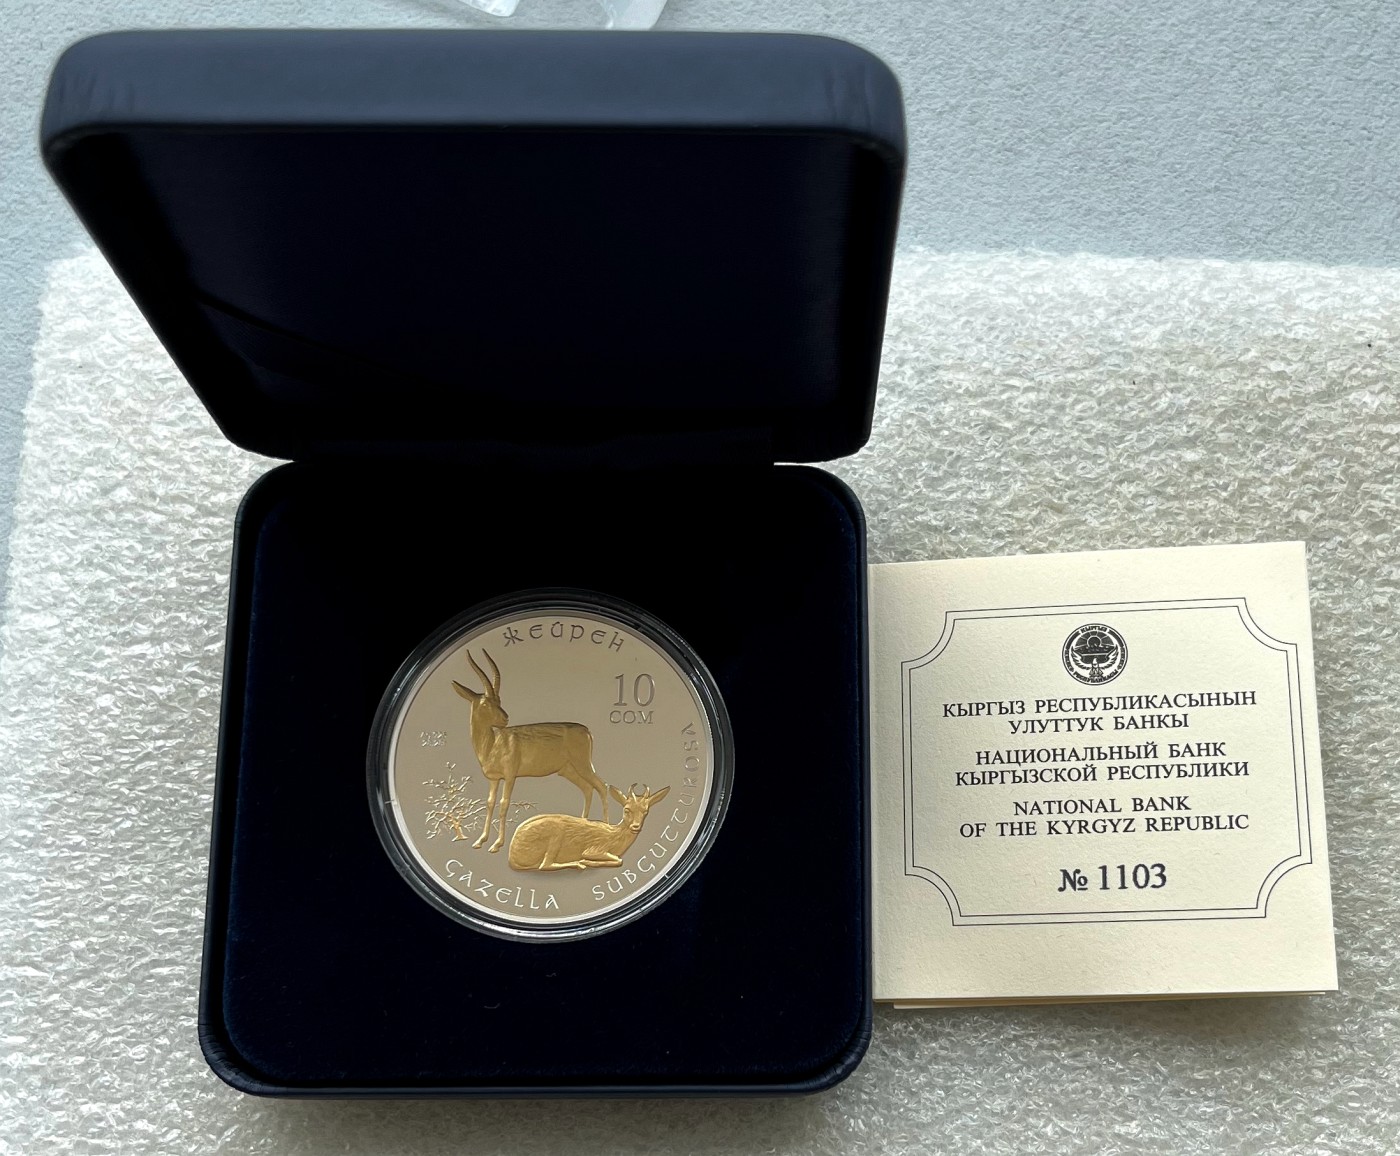 ЖЕЙРЕН
10
СОМ
GAZELLA SUBGUTTUROSA
КЫРГЫЗ РЕСПУБЛИКАСЫНЫН
УЛУТТУК БАНКЫ
НАЦИОНАЛЬНЫЙ БАНК
КЫРГЫЗСКОЙ РЕСПУБЛИКИ
NATIONAL BANK
OF THE KYRGYZ REPUBLIC
№ 1103